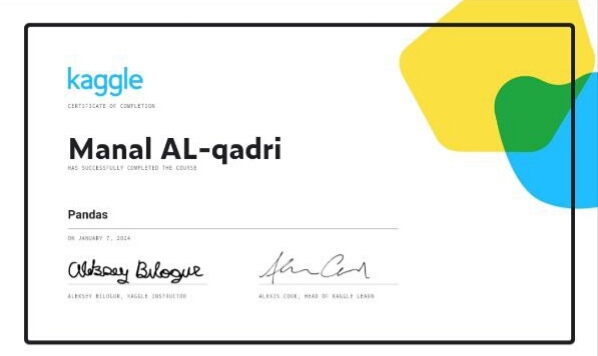 kaggle
CERTIFICATE OF COMPLETION
Manal AL-qadri
HAS SUCCESSFULLY COMPLETED THE COURSE
Pandas
ON JANUARY 7, 2024
Aleksey Bilogur
Alexis Cook
ALEKSEY BILOGUR, KAGGLE INSTRUCTOR
ALEXIS COOK, HEAD OF KAGGLE LEARN